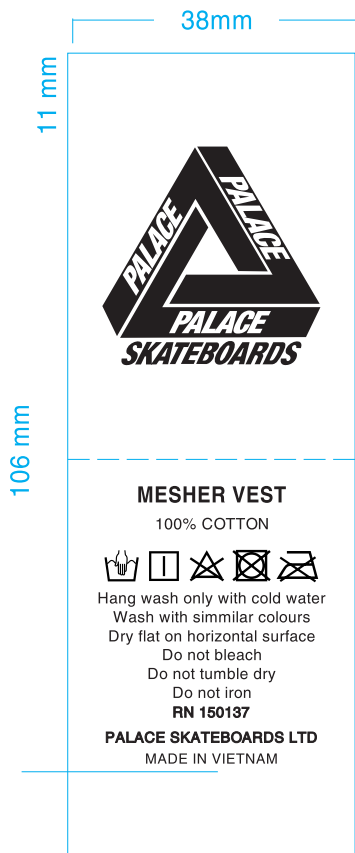 38mm
11 mm
PALACE
PALACE
PALACE
SKATEBOARDS
106 mm
MESHER VEST
100% COTTON
Hang wash only with cold water
Wash with simmilar colours
Dry flat on horizontal surface
Do not bleach
Do not tumble dry
Do not iron
RN 150137
PALACE SKATEBOARDS LTD
MADE IN VIETNAM